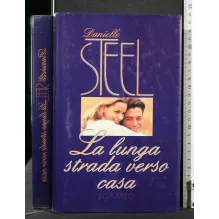 Danielle
STEEL
La lunga
strada verso
casa